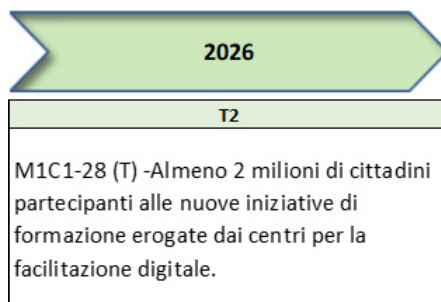 2026
T2
M1C1-28 (T) -Almeno 2 milioni di cittadini
partecipanti alle nuove iniziative di
formazione erogate dai centri per la
facilitazione digitale.